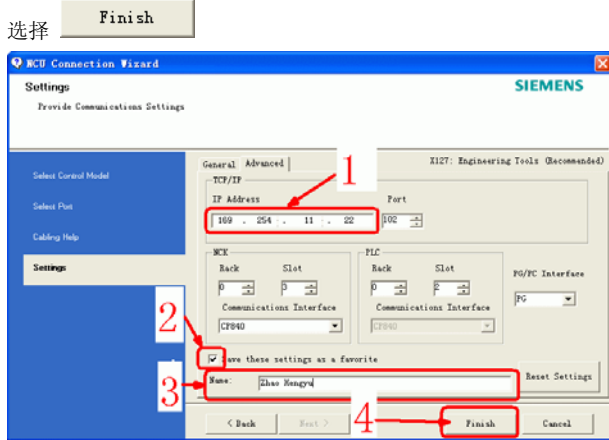 选择 Finish
NCU Connection Wizard
Settings
SIEMENS
Provide Communications Settings
Select Control Model
Select Port
Cabling Help
Settings
General Advanced
X127: Engineering Tools (Recommended)
1
TCP/IP
IP Address Port
169 . 254 . 11 . 22 102
NCK PLC
Rack Slot Rack Slot
PG/PC Interface
0 3 0 2
PG
Communications Interface Communications Interface
CP840 CP840
2
Save these settings as a favorite
3
Name: Zhao Hengyu
Reset Settings
4
< Back Next > Finish Cancel